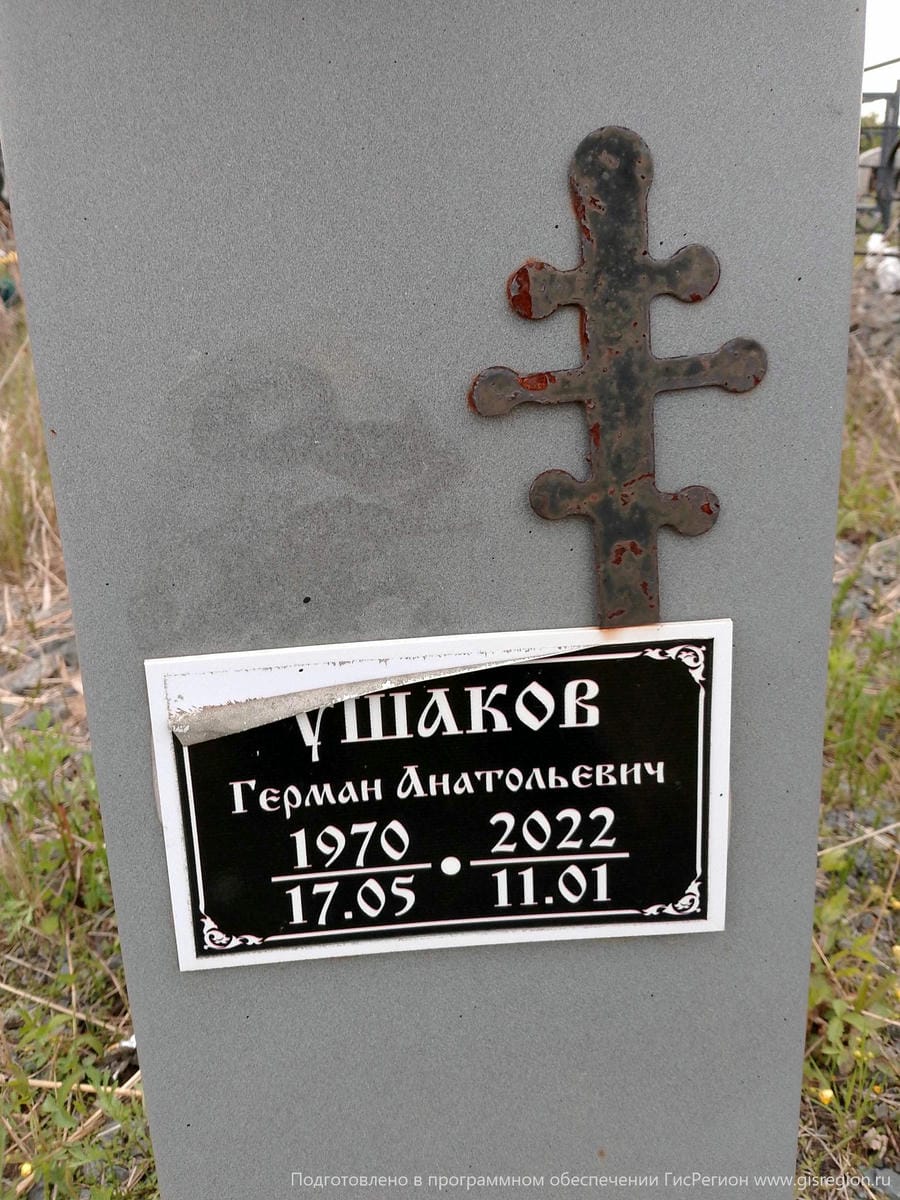 Ушаков
Герман Анатольевич
1970 2022
17.05 11.01
Подготовлено в программном обеспечении ГисРегион www.gisregion.ru